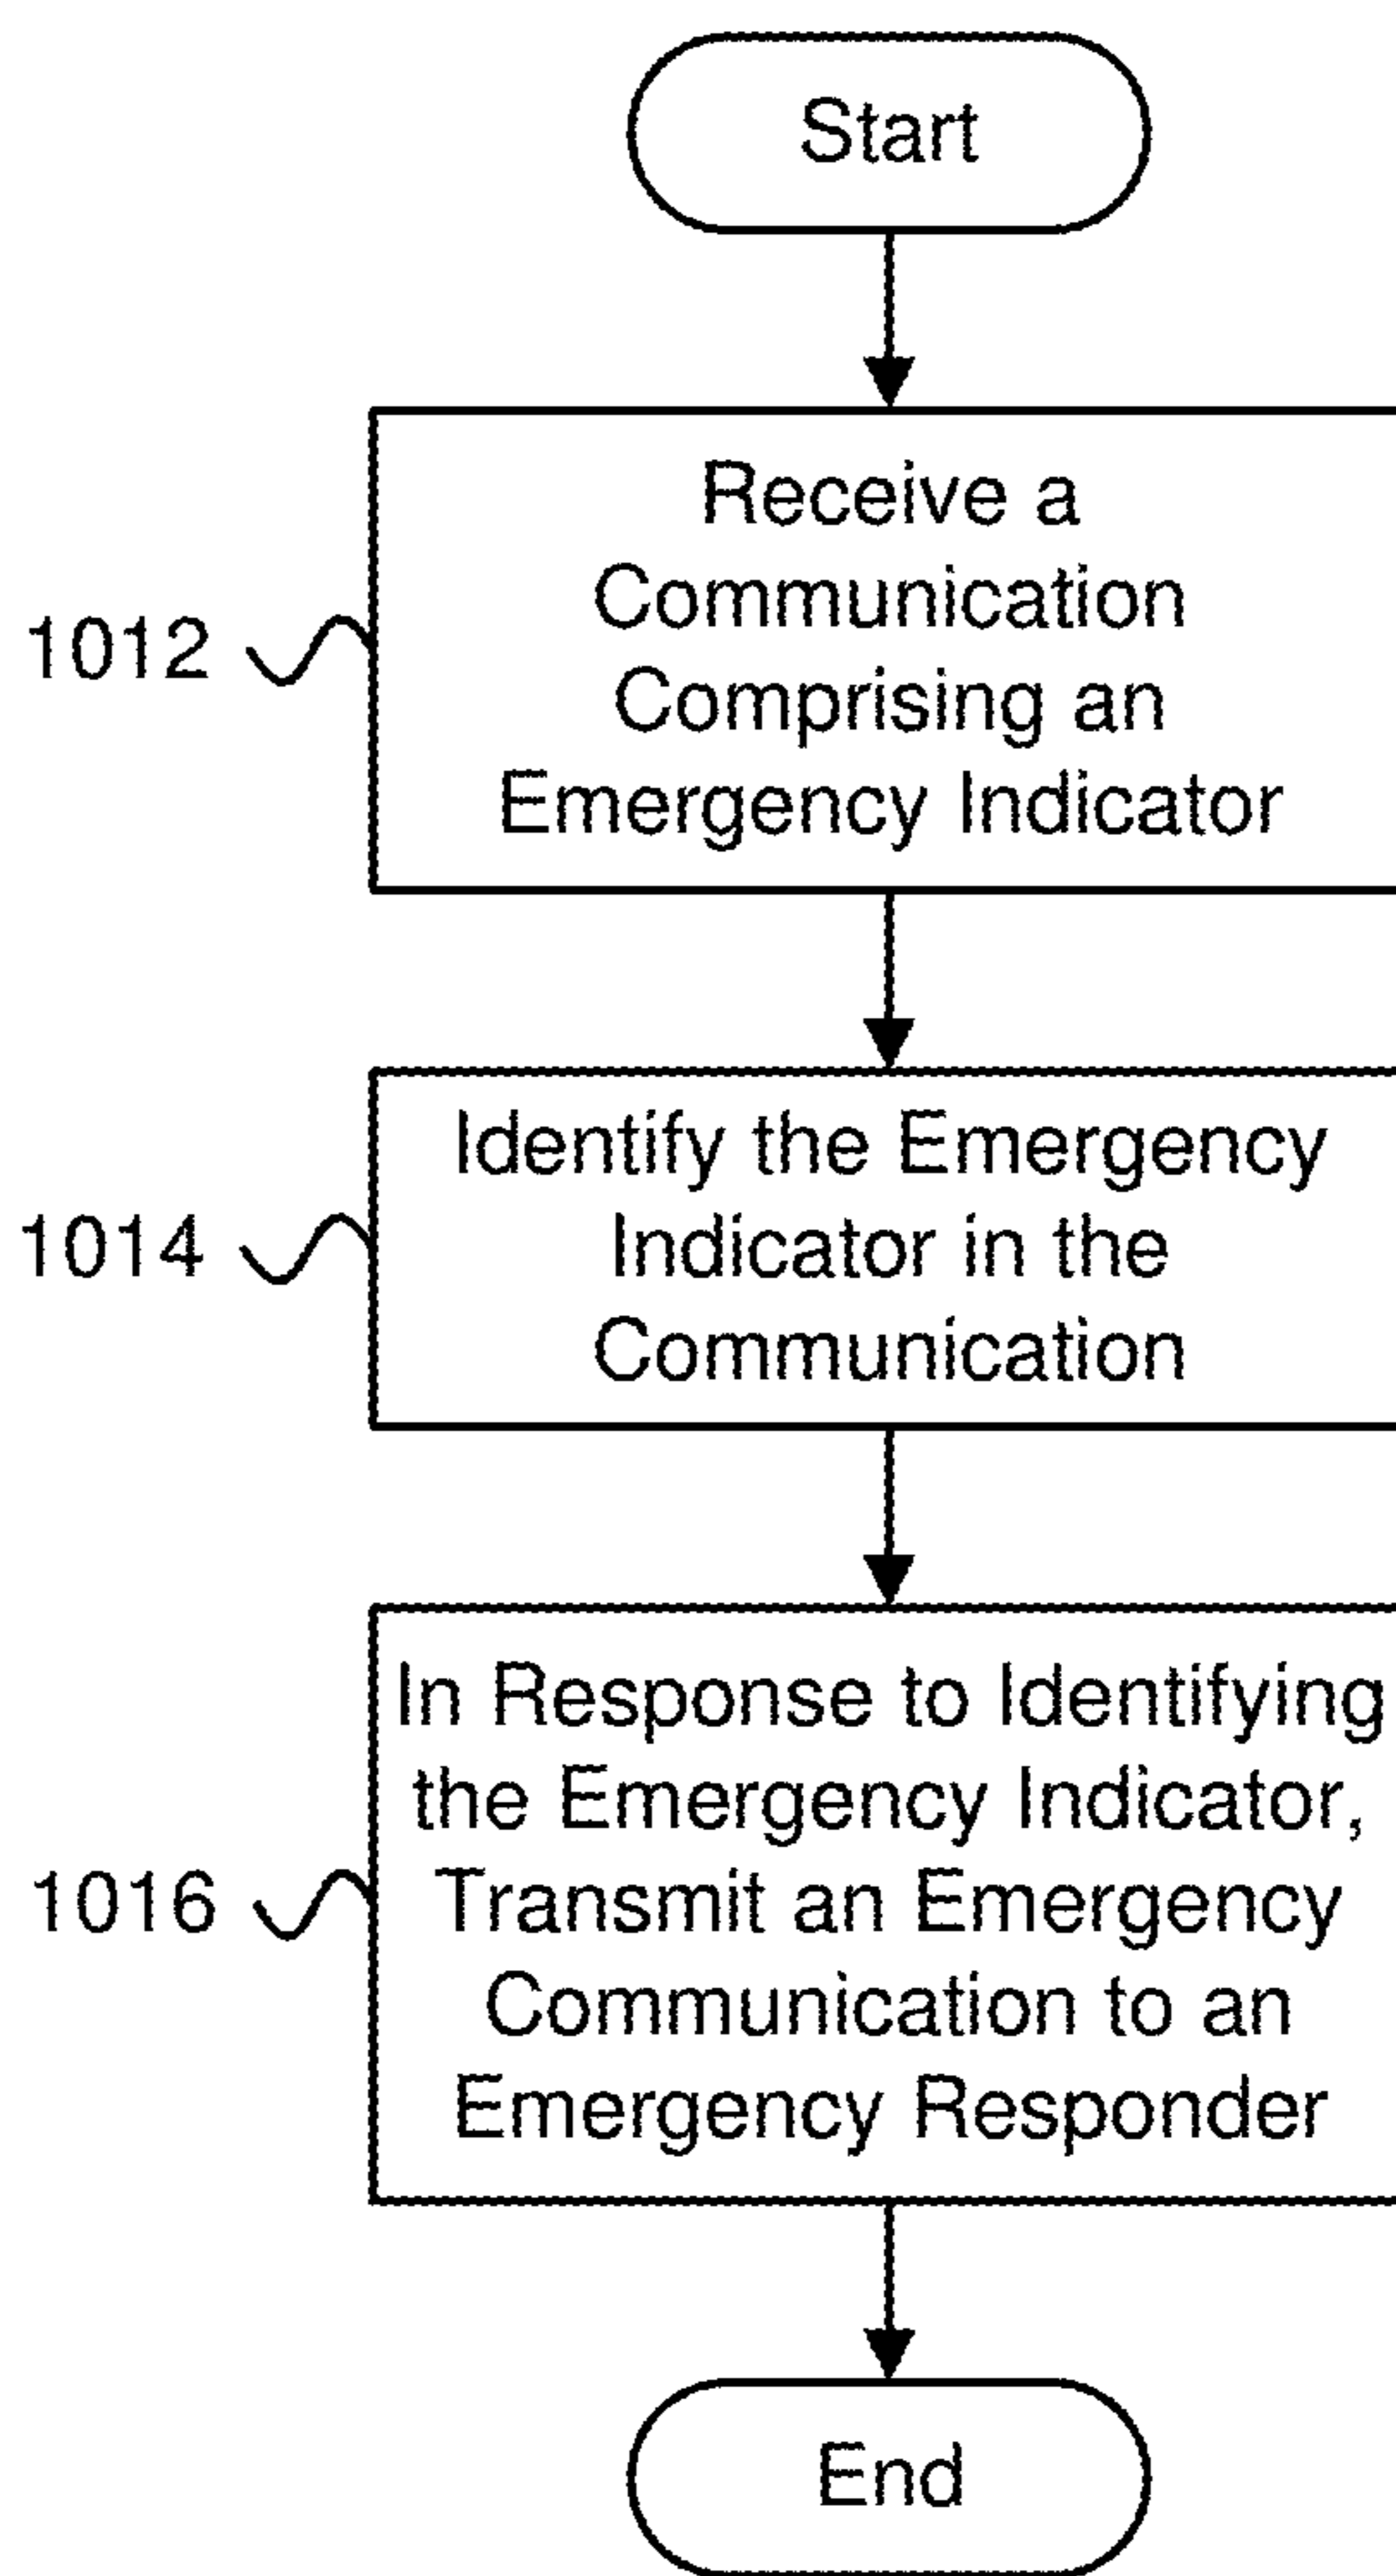 Start
Receive a
Communication
Comprising an
Emergency Indicator
1012
Identify the Emergency
Indicator in the
Communication
1014
In Response to Identifying
the Emergency Indicator,
Transmit an Emergency
Communication to an
Emergency Responder
1016
End